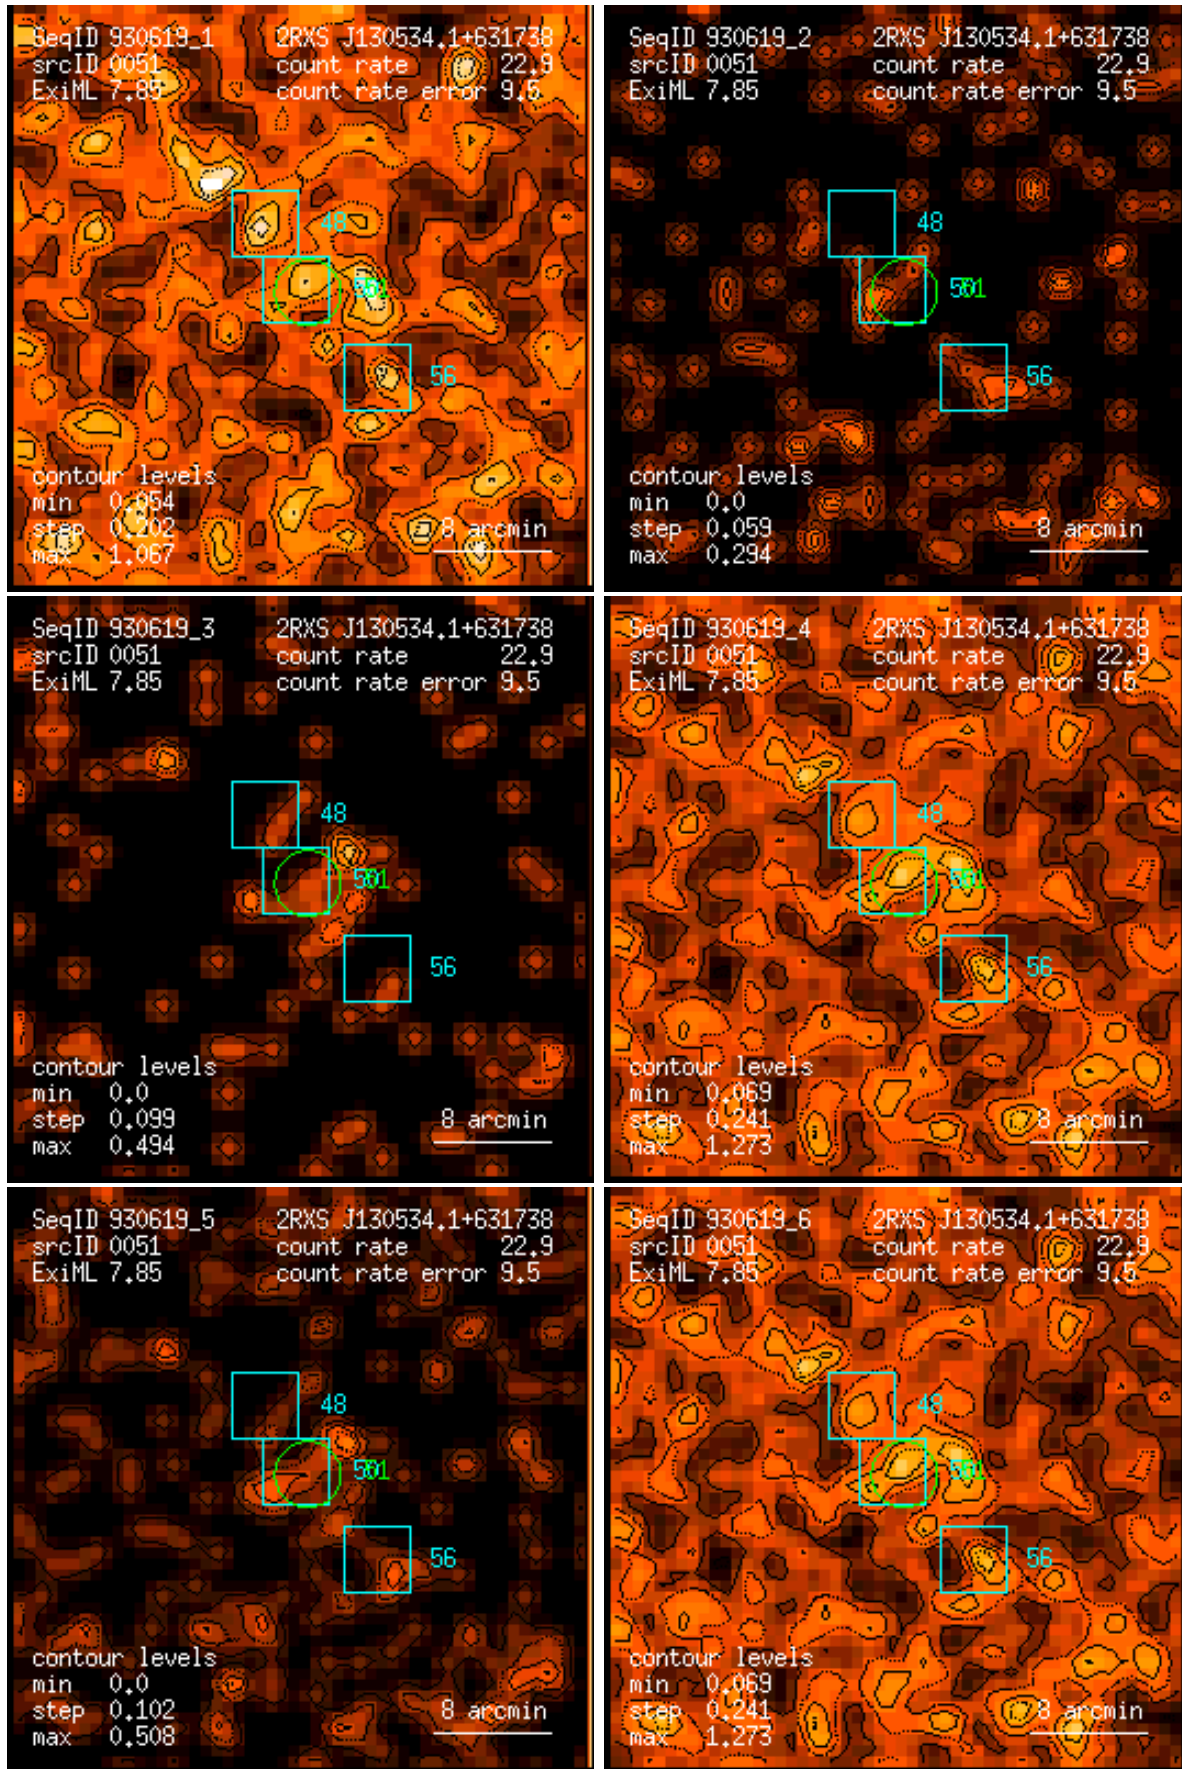 SeqID 930619_1 2RXS J130534.1+631738
srcID 0051 count rate 22.9
ExiML 7.85 count rate error 9.5
48
56
contour levels
min 0.054
step 0.202 8 arcmin
max 1.067
SeqID 930619_2 2RXS J130534.1+631738
srcID 0051 count rate 22.9
ExiML 7.85 count rate error 9.5
48
56
contour levels
min 0.0
step 0.059 8 arcmin
max 0.294
SeqID 930619_3 2RXS J130534.1+631738
srcID 0051 count rate 22.9
ExiML 7.85 count rate error 9.5
48
56
contour levels
min 0.0
step 0.099 8 arcmin
max 0.494
SeqID 930619_4 2RXS J130534.1+631738
srcID 0051 count rate 22.9
ExiML 7.85 count rate error 9.5
48
56
contour levels
min 0.069
step 0.241 8 arcmin
max 1.273
SeqID 930619_5 2RXS J130534.1+631738
srcID 0051 count rate 22.9
ExiML 7.85 count rate error 9.5
48
56
contour levels
min 0.0
step 0.102 8 arcmin
max 0.508
SeqID 930619_6 2RXS J130534.1+631738
srcID 0051 count rate 22.9
ExiML 7.85 count rate error 9.5
48
56
contour levels
min 0.069
step 0.241 8 arcmin
max 1.273